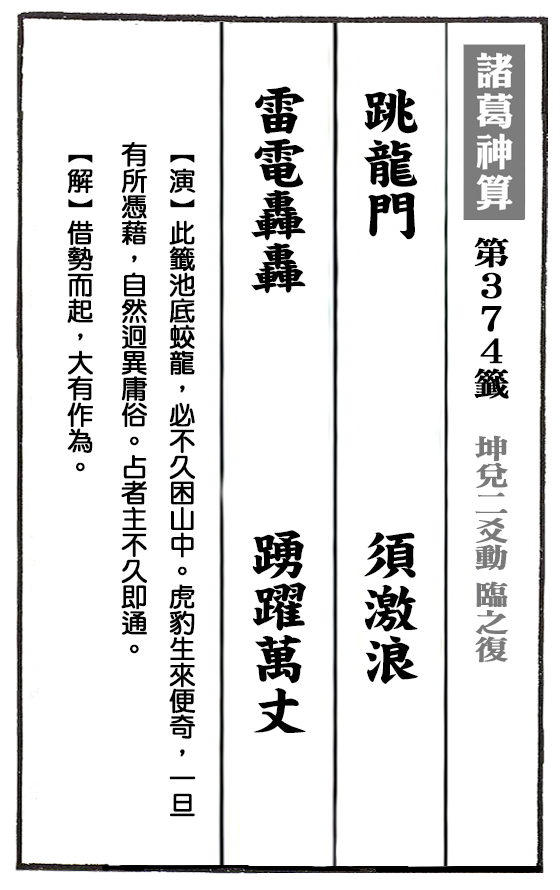 諸葛神算 第３７４籤 坤兌二爻動 臨之復
跳龍門 須激浪
雷電轟轟 踴躍萬丈
【演】此籤池底蛟龍，必不久困山中。虎豹生來便奇，一旦
有所憑藉，自然迥異庸俗。占者主不久即通。
【解】借勢而起，大有作為。